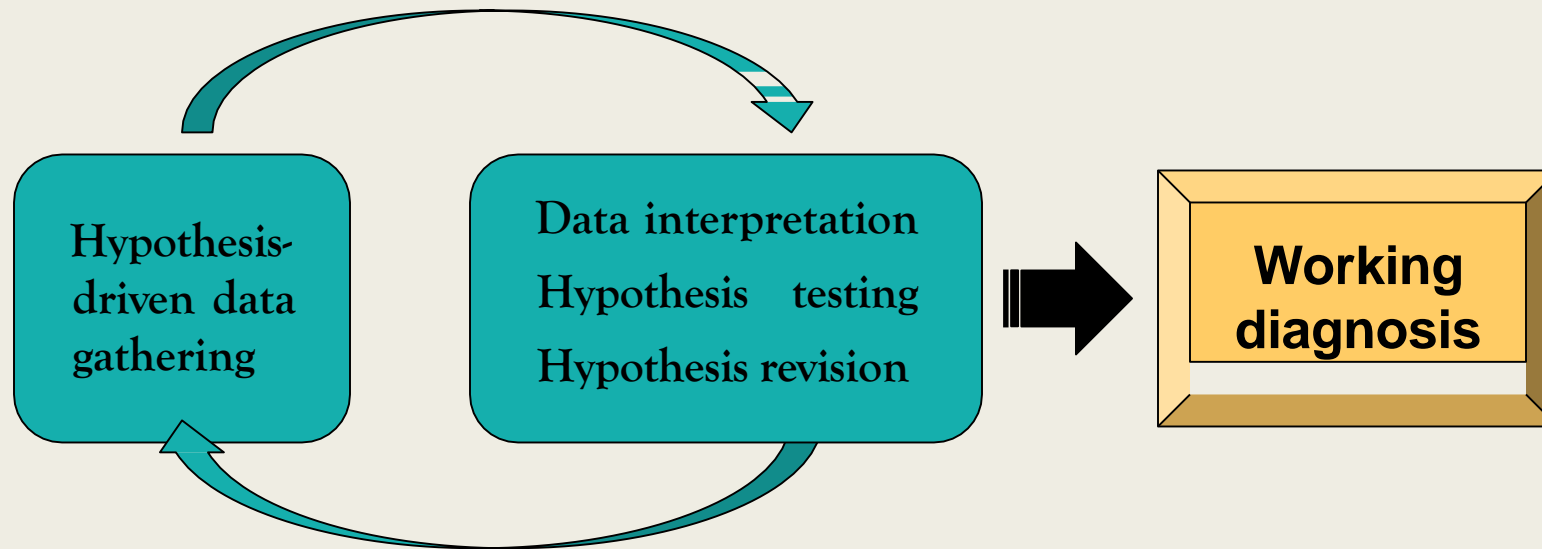 Hypothesis-
driven data
gathering
Data interpretation
Hypothesis testing
Hypothesis revision
Working
diagnosis